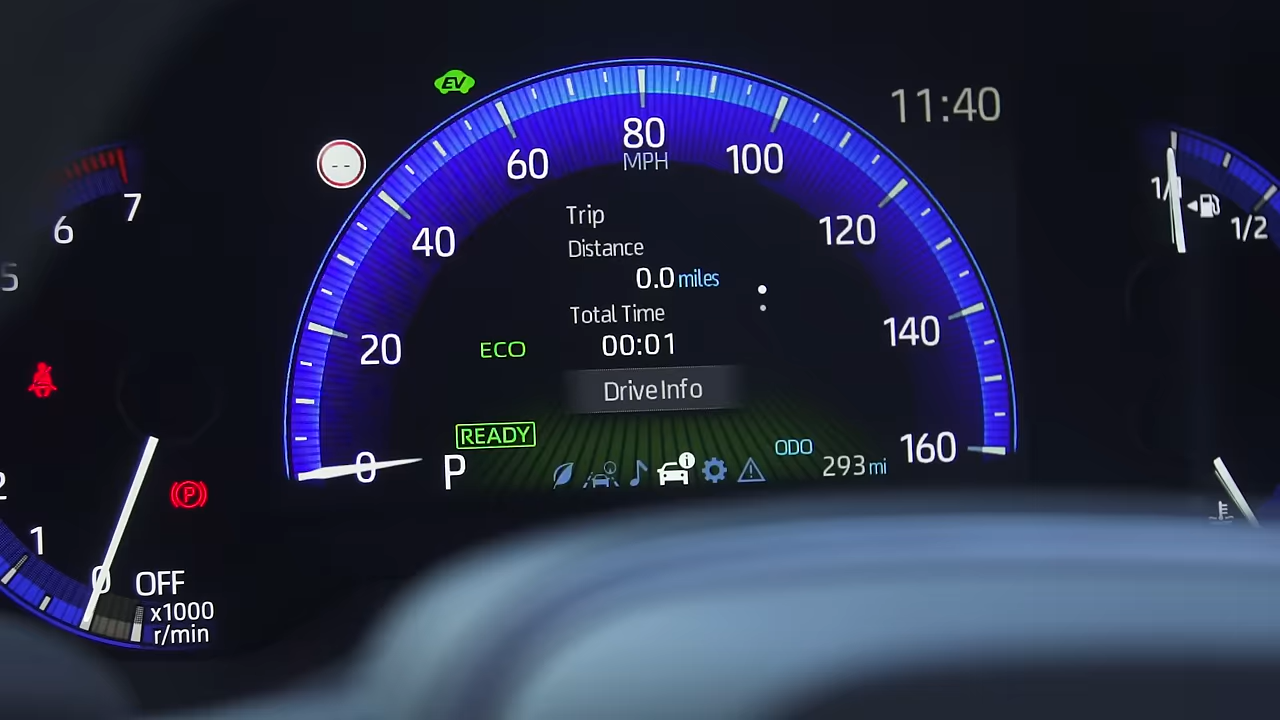 EV
11:40
--
80
MPH
60
100
40
120
20
140
0
160
7
6
5
2
1
0
OFF
x1000
r/min
P
Trip
Distance
0.0 miles
Total Time
00:01
ECO
Drive Info
READY
P
ODO
293 mi
i
1/2